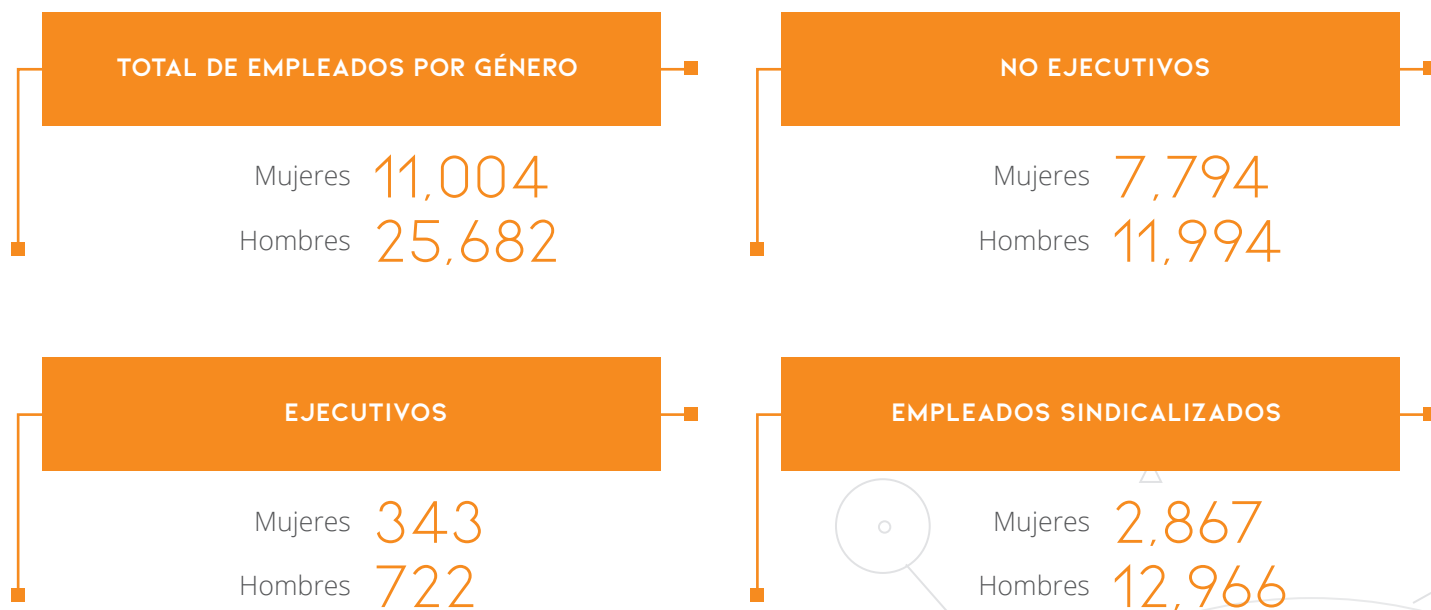 TOTAL DE EMPLEADOS POR GÉNERO
Mujeres 11,004
Hombres 25,682
NO EJECUTIVOS
Mujeres 7,794
Hombres 11,994
EJECUTIVOS
Mujeres 343
Hombres 722
EMPLEADOS SINDICALIZADOS
Mujeres 2,867
Hombres 12,966